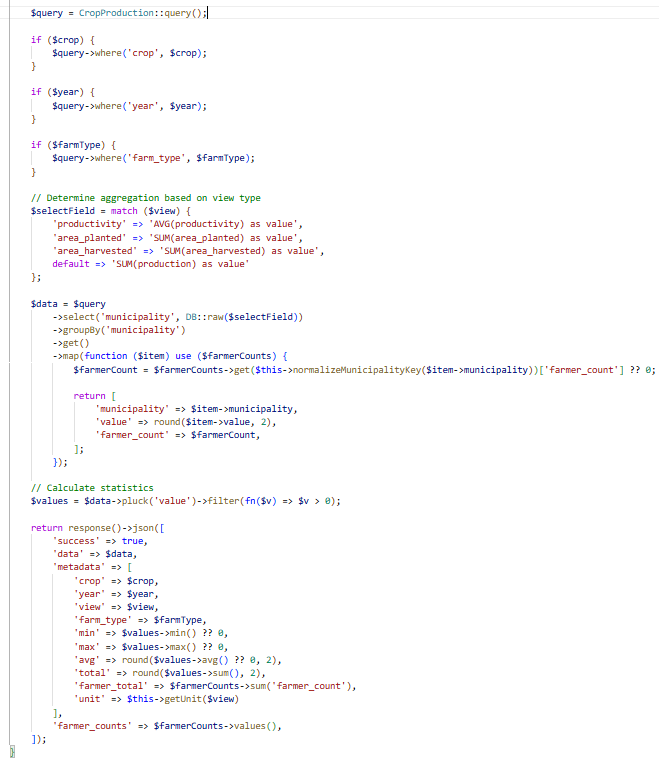 $query = CropProduction::query();
if ($crop) {
$query->where('crop', $crop);
}
if ($year) {
$query->where('year', $year);
}
if ($farmType) {
$query->where('farm_type', $farmType);
}
// Determine aggregation based on view type
$selectField = match ($view) {
'productivity' => 'AVG(productivity) as value',
'area_planted' => 'SUM(area_planted) as value',
'area_harvested' => 'SUM(area_harvested) as value',
default => 'SUM(production) as value'
};
$data = $query
->select('municipality', DB::raw($selectField))
->groupBy('municipality')
->get()
->map(function ($item) use ($farmerCounts) {
$farmerCount = $farmerCounts->get($this->normalizeMunicipalityKey($item->municipality))['farmer_count'] ?? 0;
return [
'municipality' => $item->municipality,
'value' => round($item->value, 2),
'farmer_count' => $farmerCount,
];
});
// Calculate statistics
$values = $data->pluck('value')->filter(fn($v) => $v > 0);
return response()->json([
'success' => true,
'data' => $data,
'metadata' => [
'crop' => $crop,
'year' => $year,
'view' => $view,
'farm_type' => $farmType,
'min' => $values->min() ?? 0,
'max' => $values->max() ?? 0,
'avg' => round($values->avg() ?? 0, 2),
'total' => round($values->sum(), 2),
'farmer_total' => $farmerCounts->sum('farmer_count'),
'unit' => $this->getUnit($view)
],
'farmer_counts' => $farmerCounts->values(),
]);
}